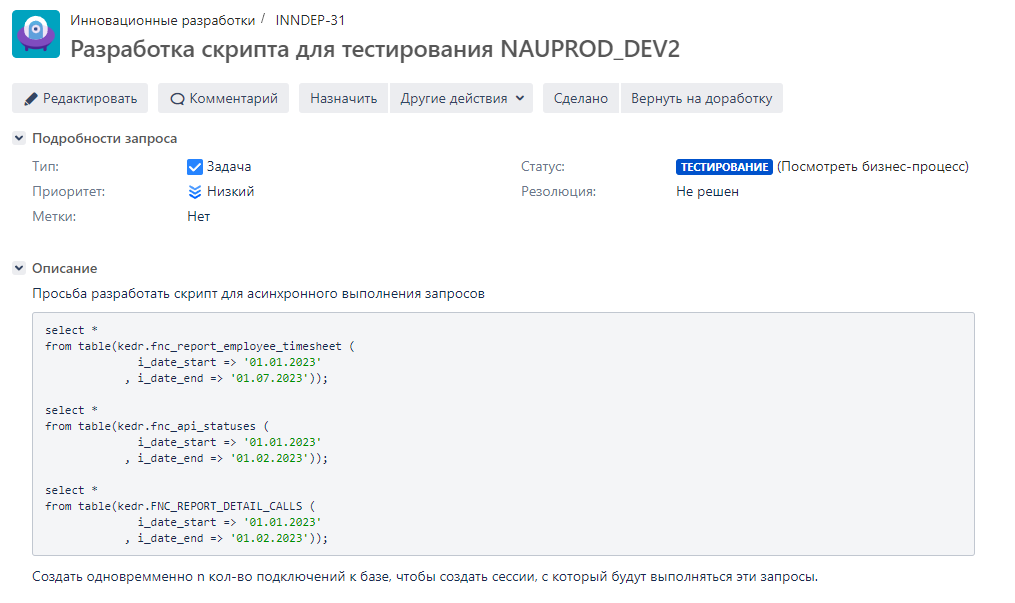 Инновационные разработки / INNDEP-31
Разработка скрипта для тестирования NAUPROD_DEV2
Редактировать Комментарий Назначить Другие действия Сделано Вернуть на доработку
Подробности запроса
Тип: Задача Статус: ТЕСТИРОВАНИЕ (Посмотреть бизнес-процесс)
Приоритет: Низкий Резолюция: Не решен
Метки: Нет
Описание
Просьба разработать скрипт для асинхронного выполнения запросов
select *
from table(kedr.fnc_report_employee_timesheet (
i_date_start => '01.01.2023'
, i_date_end => '01.07.2023'));
select *
from table(kedr.fnc_api_statuses (
i_date_start => '01.01.2023'
, i_date_end => '01.02.2023'));
select *
from table(kedr.FNC_REPORT_DETAIL_CALLS (
i_date_start => '01.01.2023'
, i_date_end => '01.02.2023'));
Создать одновремменно n кол-во подключений к базе, чтобы создать сессии, с который будут выполняться эти запросы.